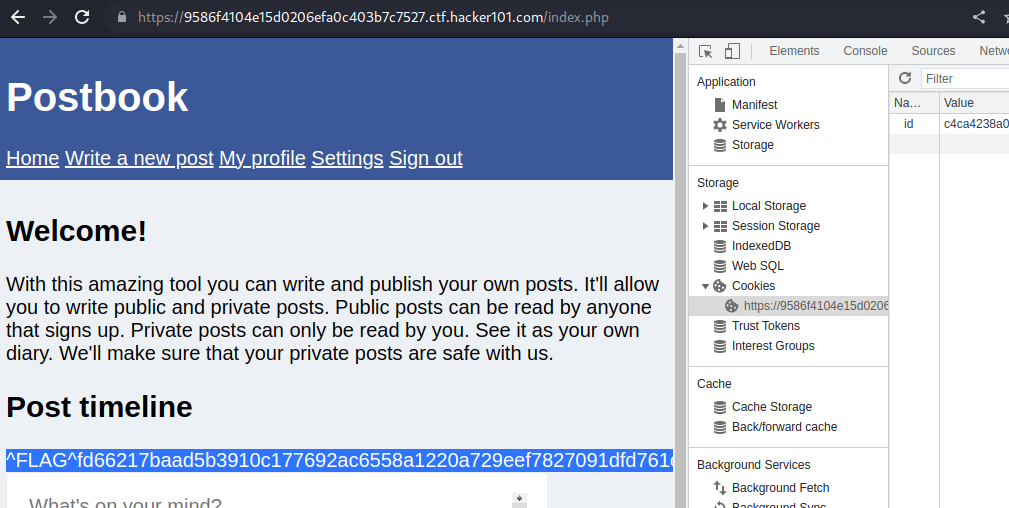 https://9586f4104e15d0206efa0c403b7c7527.ctf.hacker101.com/index.php
Postbook
Home Write a new post My profile Settings Sign out
Welcome!
With this amazing tool you can write and publish your own posts. It'll allow
you to write public and private posts. Public posts can be read by anyone
that signs up. Private posts can only be read by you. See it as your own
diary. We'll make sure that your private posts are safe with us.
Post timeline
^FLAG^fd66217baad5b3910c177692ac6558a1220a729eef7827091dfd761
What's on your mind?
Elements Console Sources Netw
Application
Manifest
Service Workers
Storage
Storage
Local Storage
Session Storage
IndexedDB
Web SQL
Cookies
https://9586f4104e15d0206
Trust Tokens
Interest Groups
Cache
Cache Storage
Back/forward cache
Background Services
Background Fetch
Background Sync
Filter
Na... Value
id c4ca4238a0